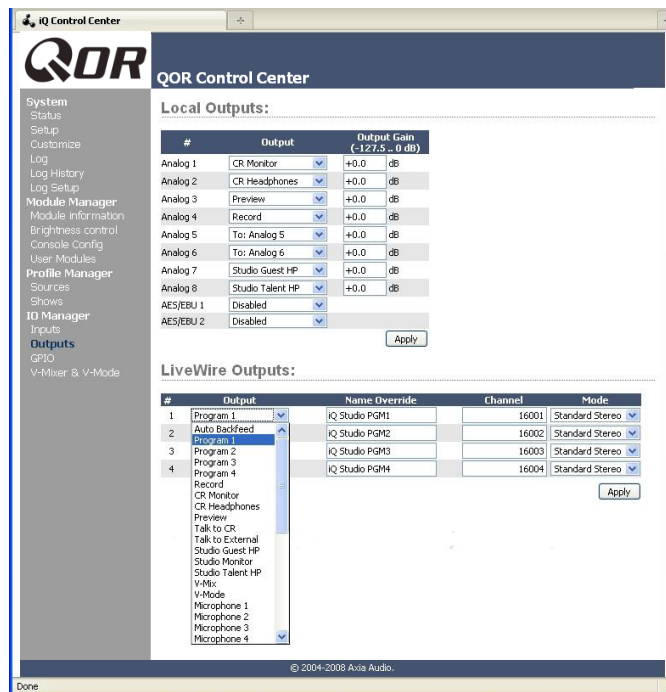 iQ Control Center
QOR
QOR Control Center
System
Status
Setup
Customize
Log
Log History
Log Setup
Module Manager
Module information
Brightness control
Console Config
User Modules
Profile Manager
Sources
Shows
IO Manager
Inputs
Outputs
GPIO
V-Mixer & V-Mode
Local Outputs:
# Output Output Gain
(-127.5 .. 0 dB)
Analog 1 CR Monitor +0.0 dB
Analog 2 CR Headphones +0.0 dB
Analog 3 Preview +0.0 dB
Analog 4 Record +0.0 dB
Analog 5 To: Analog 5 +0.0 dB
Analog 6 To: Analog 6 +0.0 dB
Analog 7 Studio Guest HP +0.0 dB
Analog 8 Studio Talent HP +0.0 dB
AES/EBU 1 Disabled
AES/EBU 2 Disabled
Apply
LiveWire Outputs:
# Output Name Override Channel Mode
1 Program 1 iQ Studio PGM1 16001 Standard Stereo
2 iQ Studio PGM2 16002 Standard Stereo
3 iQ Studio PGM3 16003 Standard Stereo
4 iQ Studio PGM4 16004 Standard Stereo
Apply
Auto Backfeed
Program 1
Program 2
Program 3
Program 4
Record
CR Monitor
CR Headphones
Preview
Talk to CR
Talk to External
Studio Guest HP
Studio Monitor
Studio Talent HP
V-Mix
V-Mode
Microphone 1
Microphone 2
Microphone 3
Microphone 4
© 2004-2008 Axia Audio.
Done